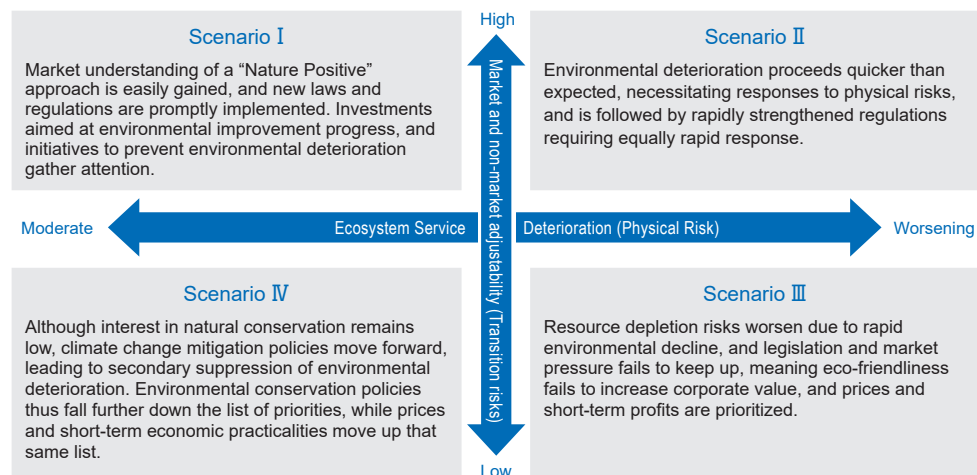 High
Scenario Ⅰ
Market understanding of a “Nature Positive”
approach is easily gained, and new laws and
regulations are promptly implemented. Investments
aimed at environmental improvement progress, and
initiatives to prevent environmental deterioration
gather attention.
Scenario Ⅱ
Environmental deterioration proceeds quicker than
expected, necessitating responses to physical risks,
and is followed by rapidly strengthened regulations
requiring equally rapid response.
Market and non-market adjustability (Transition risks)
Moderate
Ecosystem Service
Deterioration (Physical Risk)
Worsening
Scenario Ⅳ
Although interest in natural conservation remains
low, climate change mitigation policies move forward,
leading to secondary suppression of environmental
deterioration. Environmental conservation policies
thus fall further down the list of priorities, while prices
and short-term economic practicalities move up that
same list.
Scenario Ⅲ
Resource depletion risks worsen due to rapid
environmental decline, and legislation and market
pressure fails to keep up, meaning eco-friendliness
fails to increase corporate value, and prices and
short-term profits are prioritized.
Low